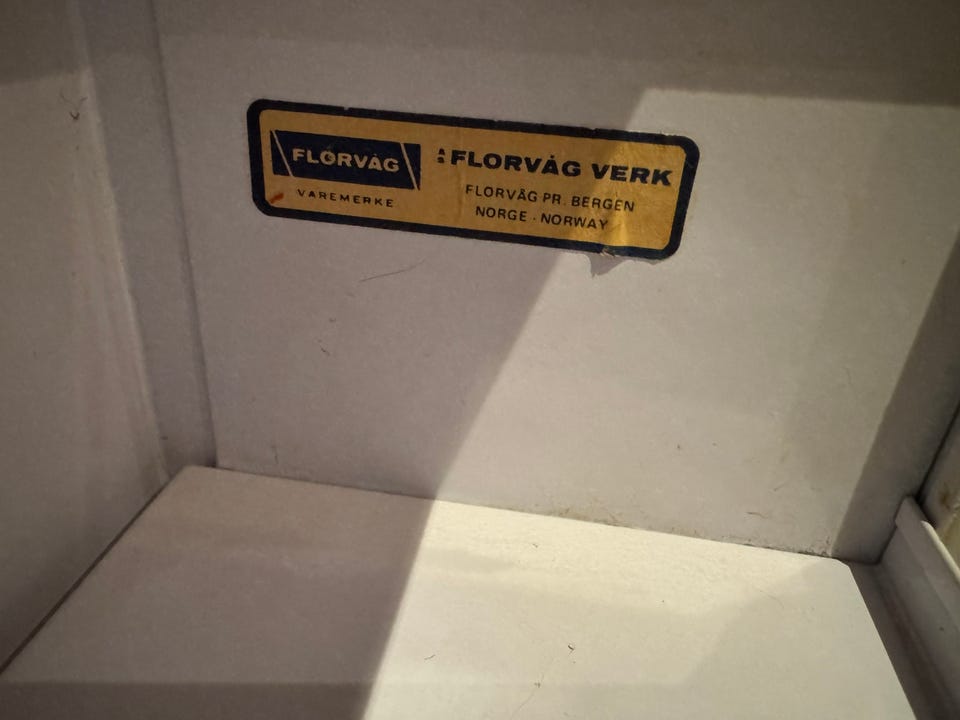 FLORVÅG
VAREMERKE
A/S FLORVÅG VERK
FLORVÅG PR. BERGEN
NORGE · NORWAY